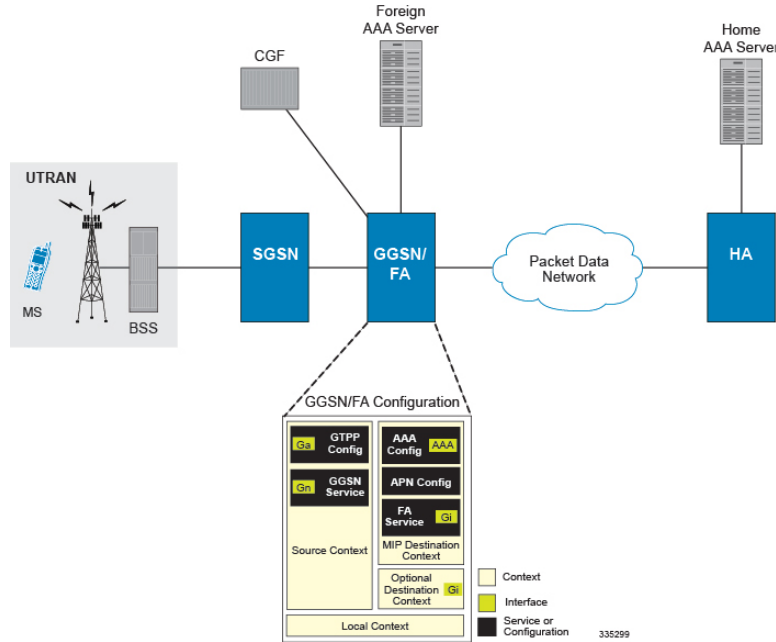 Foreign
AAA Server
Home
AAA Server
CGF
UTRAN
SGSN
GGSN/
FA
Packet Data
Network
HA
MS
BSS
GGSN/FA Configuration
Ga
GTPP
Config
AAA
Config
AAA
Gn
GGSN
Service
APN Config
FA
Service
Gi
Source Context
MIP Destination
Context
Optional
Destination
Context
Gi
Local Context
Context
Interface
Service or
Configuration
335299